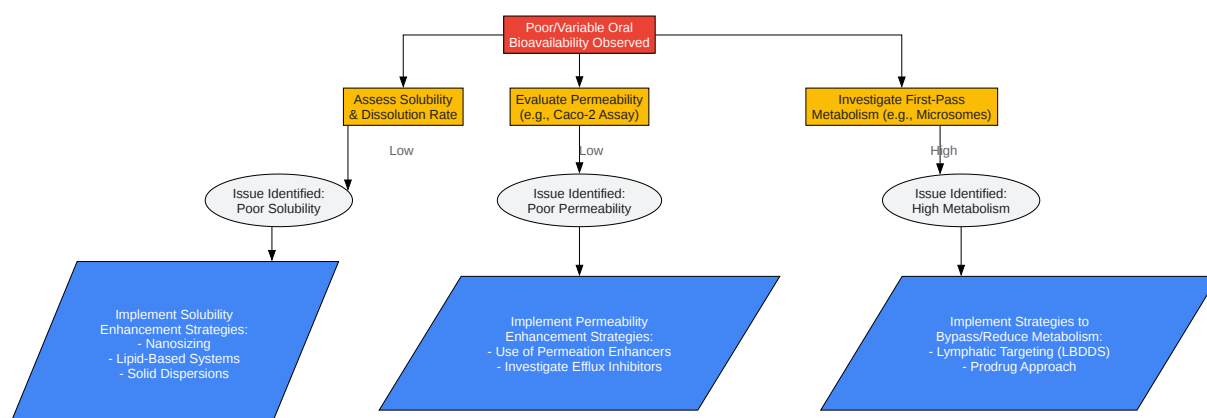 Poor/Variable Oral
Bioavailability Observed
Assess Solubility
& Dissolution Rate
Evaluate Permeability
(e.g., Caco-2 Assay)
Investigate First-Pass
Metabolism (e.g., Microsomes)
Low
Low
High
Issue Identified:
Poor Solubility
Issue Identified:
Poor Permeability
Issue Identified:
High Metabolism
Implement Solubility
Enhancement Strategies:
- Nanosizing
- Lipid-Based Systems
- Solid Dispersions
Implement Permeability
Enhancement Strategies:
- Use of Permeation Enhancers
- Investigate Efflux Inhibitors
Implement Strategies to
Bypass/Reduce Metabolism:
- Lymphatic Targeting (LBDDS)
- Prodrug Approach